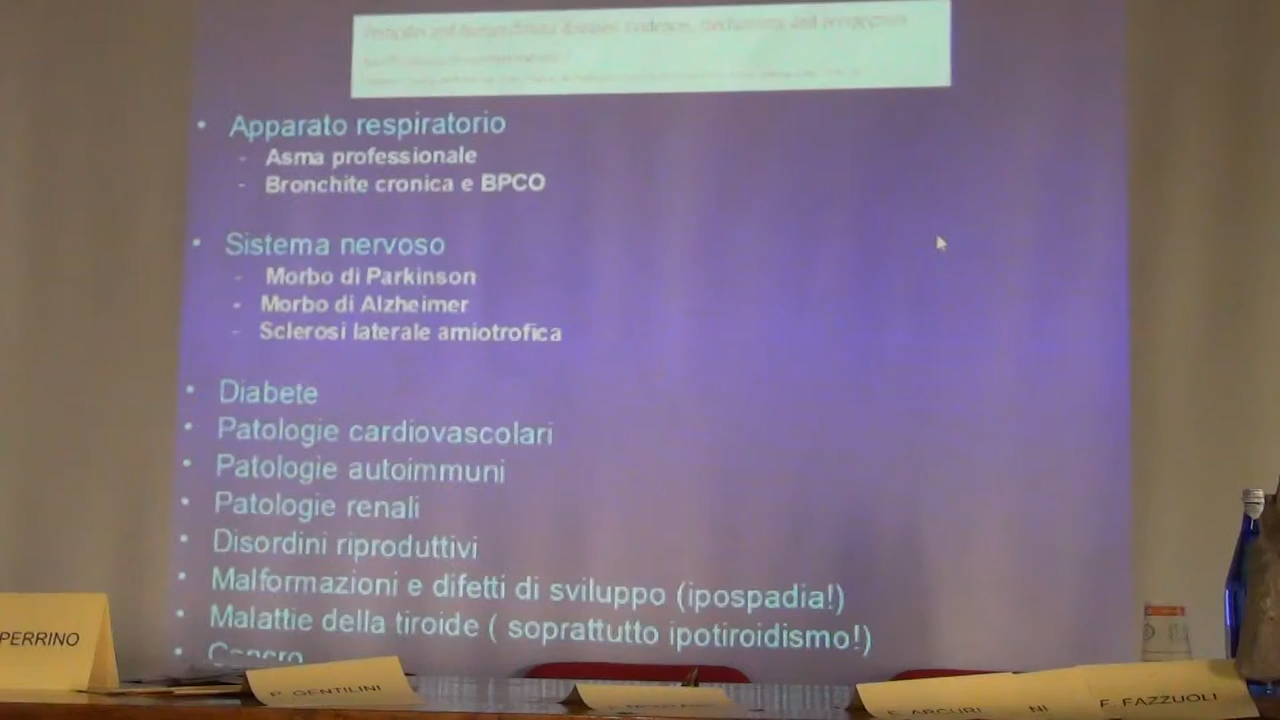 • Apparato respiratorio
- Asma professionale
- Bronchite cronica e BPCO
• Sistema nervoso
- Morbo di Parkinson
- Morbo di Alzheimer
- Sclerosi laterale amiotrofica
• Diabete
• Patologie cardiovascolari
• Patologie autoimmuni
• Patologie renali
• Disordini riproduttivi
• Malformazioni e difetti di sviluppo (ipospadia!)
• Malattie della tiroide ( soprattutto ipotiroidismo!)
• Cancro
PERRINO
P. GENTILINI
F. ARCURI
NI
F. FAZZUOLI